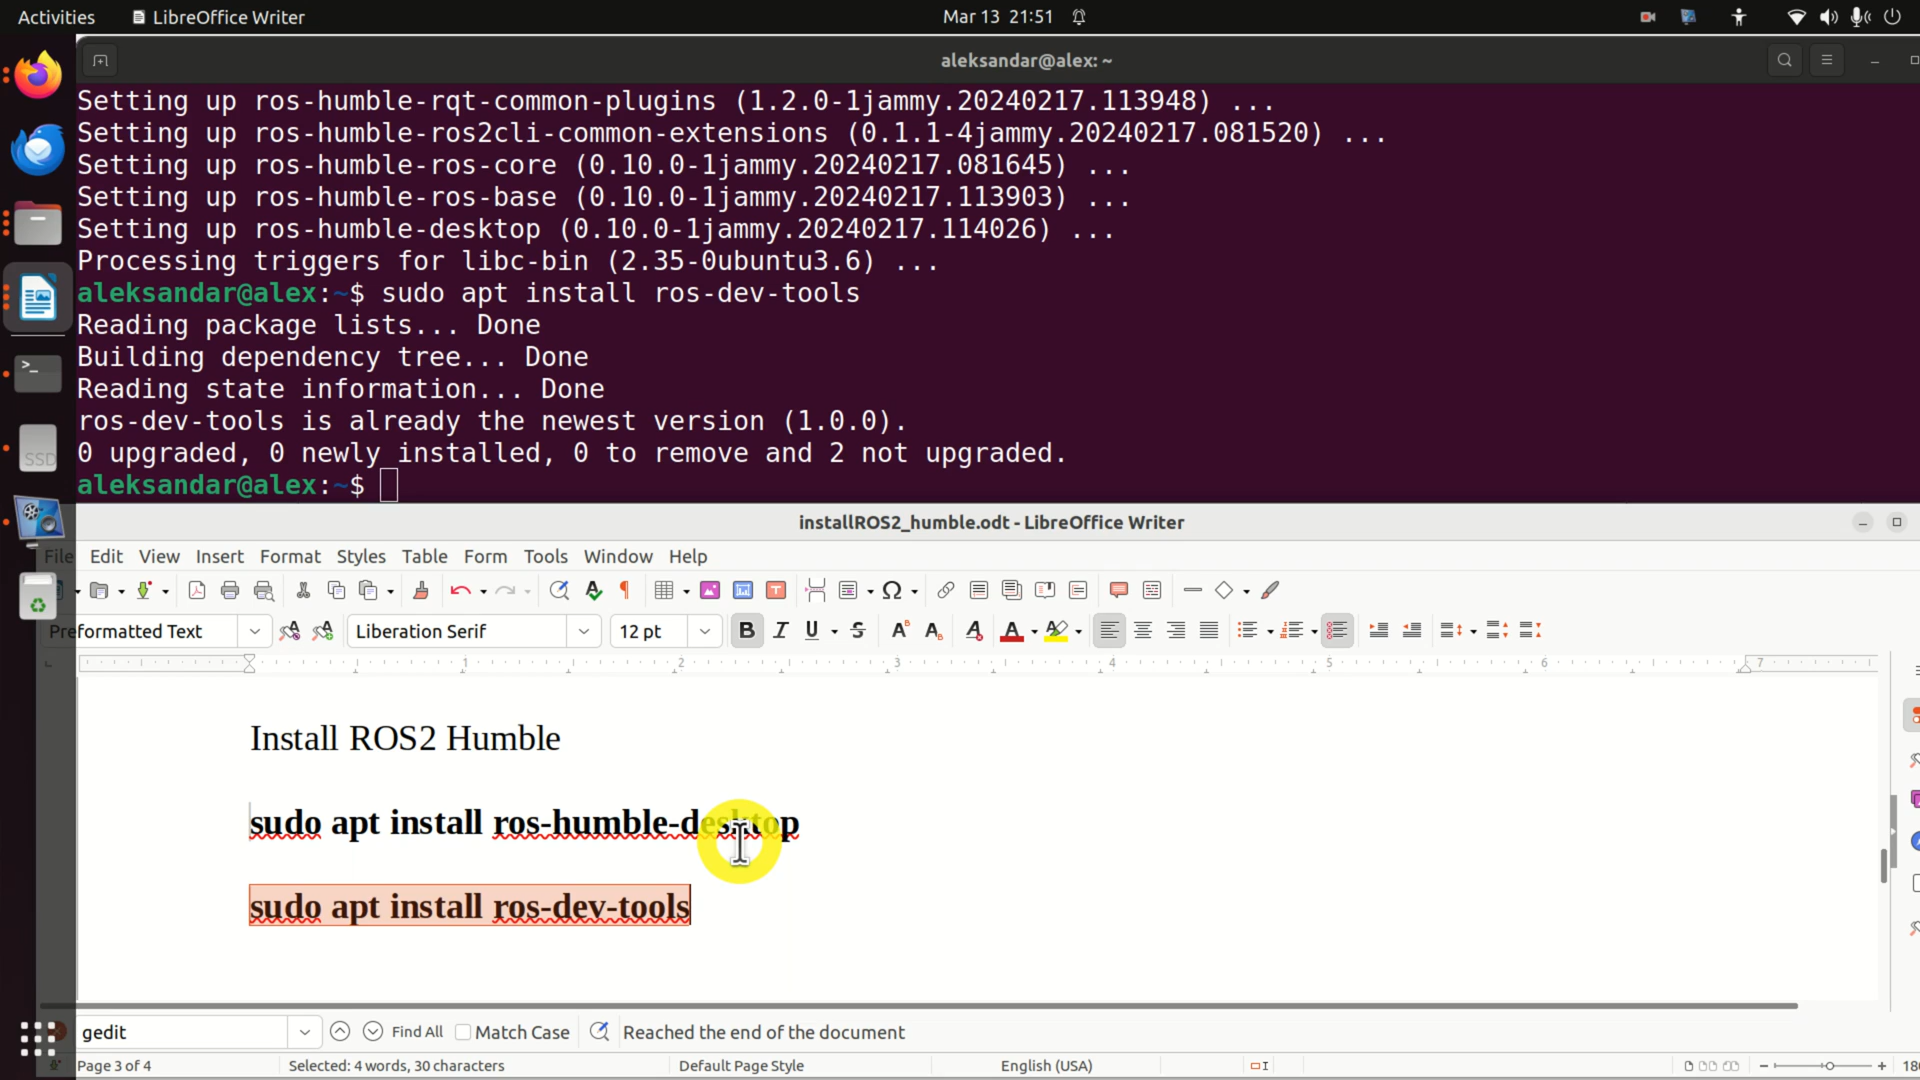 Activities LibreOffice Writer Mar 13 21:51
aleksandar@alex: ~
Setting up ros-humble-rqt-common-plugins (1.2.0-1jammy.20240217.113948) ...
Setting up ros-humble-ros2cli-common-extensions (0.1.1-4jammy.20240217.081520) ...
Setting up ros-humble-ros-core (0.10.0-1jammy.20240217.081645) ...
Setting up ros-humble-ros-base (0.10.0-1jammy.20240217.113903) ...
Setting up ros-humble-desktop (0.10.0-1jammy.20240217.114026) ...
Processing triggers for libc-bin (2.35-0ubuntu3.6) ...
aleksandar@alex:~$ sudo apt install ros-dev-tools
Reading package lists... Done
Building dependency tree... Done
Reading state information... Done
ros-dev-tools is already the newest version (1.0.0).
0 upgraded, 0 newly installed, 0 to remove and 2 not upgraded.
aleksandar@alex:~$
SSD
installROS2_humble.odt - LibreOffice Writer
File Edit View Insert Format Styles Table Form Tools Window Help
Preformatted Text Liberation Serif 12 pt
1 2 3 4 5 6 7
Install ROS2 Humble
sudo apt install ros-humble-desktop
sudo apt install ros-dev-tools
gedit Find All Match Case Reached the end of the document
Page 3 of 4 Selected: 4 words, 30 characters Default Page Style English (USA)